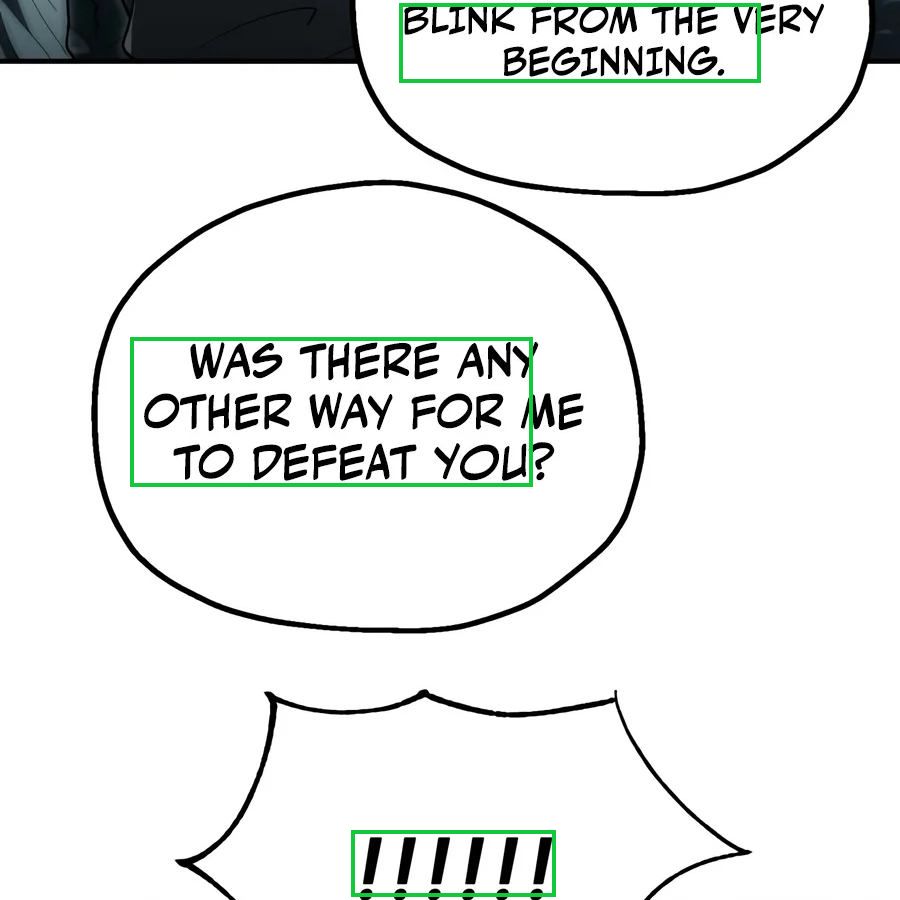 BLINK FROM THE VERY
BEGINNING.
WAS THERE ANY
OTHER WAY FOR ME
TO DEFEAT YOU?
!!!!!!